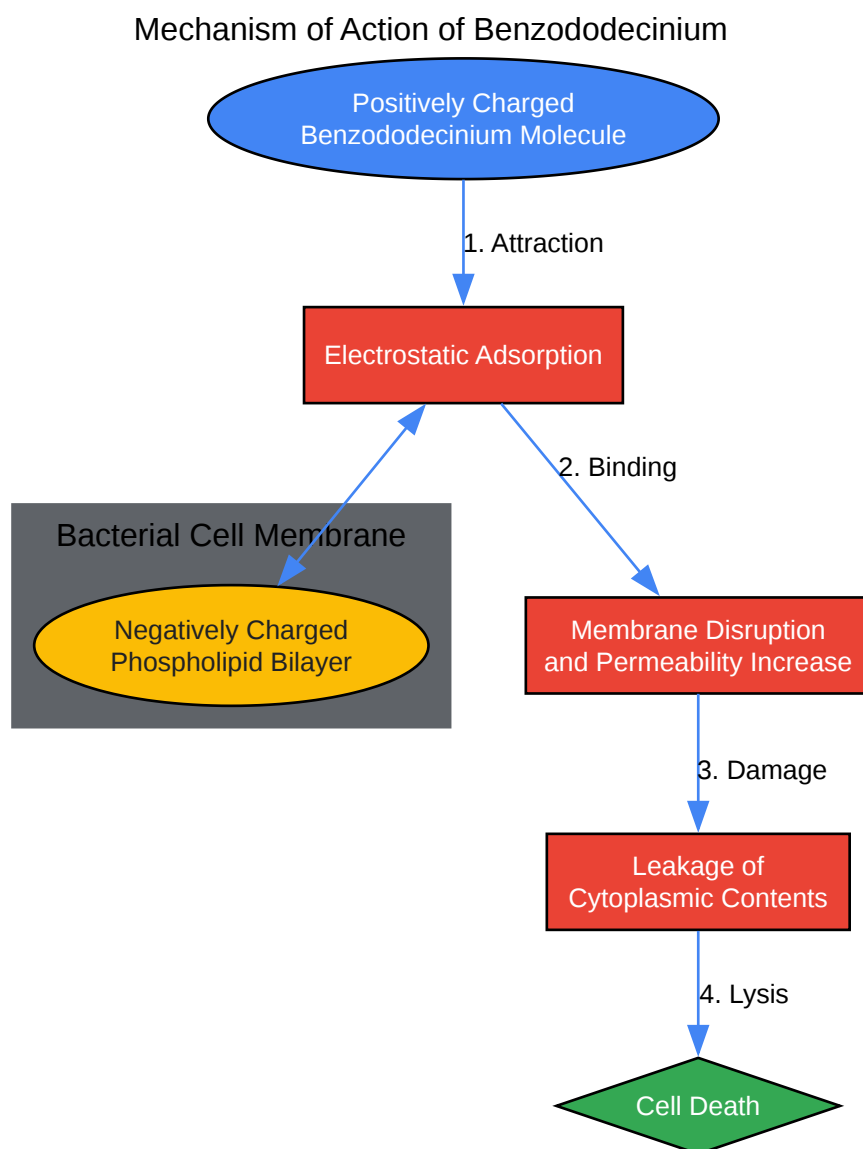 Mechanism of Action of Benzododecinium
Positively Charged
Benzododecinium Molecule
1. Attraction
Electrostatic Adsorption
2. Binding
Bacterial Cell Membrane
Negatively Charged
Phospholipid Bilayer
Membrane Disruption
and Permeability Increase
3. Damage
Leakage of
Cytoplasmic Contents
4. Lysis
Cell Death